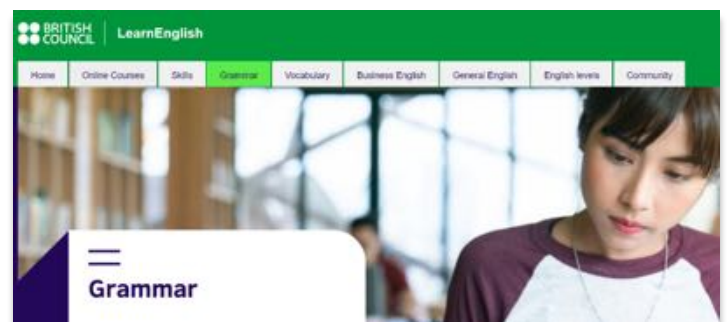 BRITISH
COUNCIL
LearnEnglish
Home Online Courses Skills Grammar Vocabulary Business English General English English levels Community
Grammar